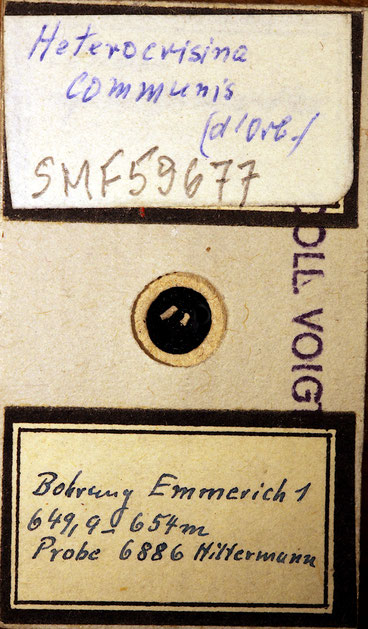 Heterocrisina
communis
(d'Orb.)
SMF59677
COLL. VOIGT
Bohrung Emmerich 1
649,9 - 654m
Probe 6886 Hiltermann